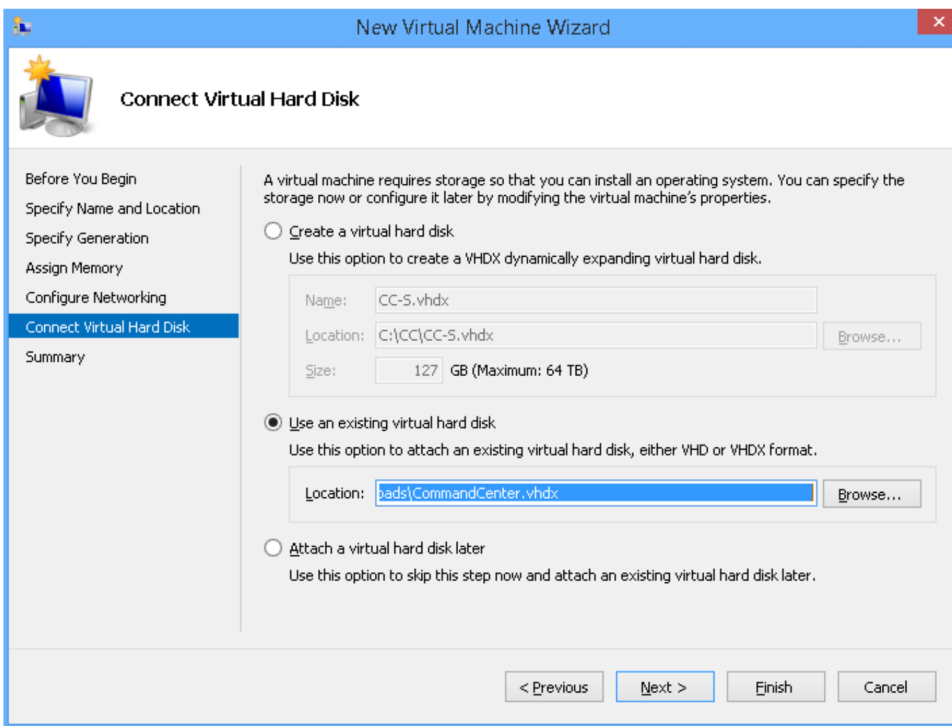 New Virtual Machine Wizard
Connect Virtual Hard Disk
Before You Begin
Specify Name and Location
Specify Generation
Assign Memory
Configure Networking
Connect Virtual Hard Disk
Summary
A virtual machine requires storage so that you can install an operating system. You can specify the
storage now or configure it later by modifying the virtual machine's properties.
Create a virtual hard disk
Use this option to create a VHDX dynamically expanding virtual hard disk.
Name: CC-S.vhdx
Location: C:\CC\CC-S.vhdx Browse...
Size: 127 GB (Maximum: 64 TB)
Use an existing virtual hard disk
Use this option to attach an existing virtual hard disk, either VHD or VHDX format.
Location: oads\CommandCenter.vhdx Browse...
Attach a virtual hard disk later
Use this option to skip this step now and attach an existing virtual hard disk later.
< Previous Next > Finish Cancel